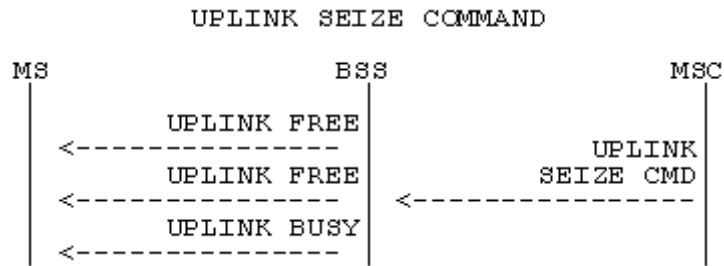 UPLINK SEIZE COMMAND
MS BSS MSC
UPLINK FREE
UPLINK
UPLINK FREE SEIZE CMD
UPLINK BUSY